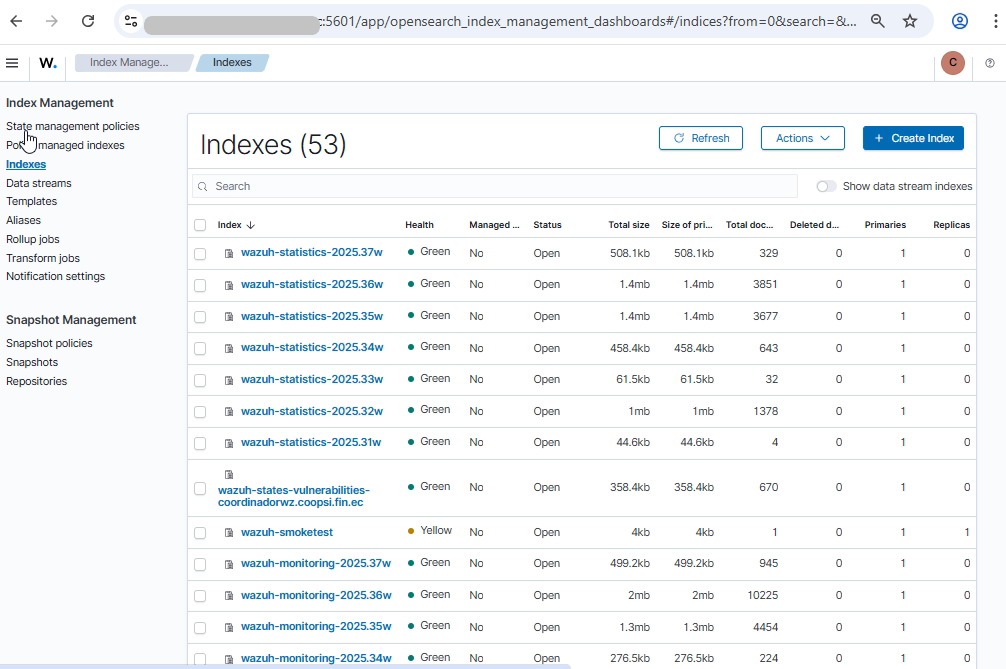 :5601/app/opensearch_index_management_dashboards#/indices?from=0&search=&...
W. Index Manage... Indexes C
Index Management
State management policies
managed indexes
Indexes
Data streams
Templates
Aliases
Rollup jobs
Transform jobs
Notification settings
Snapshot Management
Snapshot policies
Snapshots
Repositories
Indexes (53) Refresh Actions + Create Index
Search Show data stream indexes
Index Health Managed ... Status Total size Size of pri... Total doc... Deleted d... Primaries Replicas
wazuh-statistics-2025.37w Green No Open 508.1kb 508.1kb 329 0 1 0
wazuh-statistics-2025.36w Green No Open 1.4mb 1.4mb 3851 0 1 0
wazuh-statistics-2025.35w Green No Open 1.4mb 1.4mb 3677 0 1 0
wazuh-statistics-2025.34w Green No Open 458.4kb 458.4kb 643 0 1 0
wazuh-statistics-2025.33w Green No Open 61.5kb 61.5kb 32 0 1 0
wazuh-statistics-2025.32w Green No Open 1mb 1mb 1378 0 1 0
wazuh-statistics-2025.31w Green No Open 44.6kb 44.6kb 4 0 1 0
wazuh-states-vulnerabilities-
coordinadorwz.coopsi.fin.ec Green No Open 358.4kb 358.4kb 670 0 1 0
wazuh-smoketest Yellow No Open 4kb 4kb 1 0 1 1
wazuh-monitoring-2025.37w Green No Open 499.2kb 499.2kb 945 0 1 0
wazuh-monitoring-2025.36w Green No Open 2mb 2mb 10225 0 1 0
wazuh-monitoring-2025.35w Green No Open 1.3mb 1.3mb 4454 0 1 0
wazuh-monitoring-2025.34w Green No Open 276.5kb 276.5kb 224 0 1 0